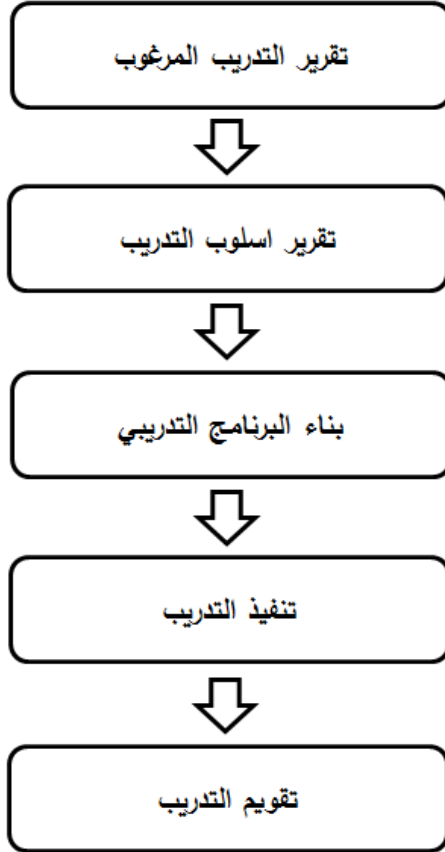 تقرير التدريب المرغوب
تقرير اسلوب التدريب
بناء البرنامج التدريبي
تنفيذ التدريب
تقويم التدريب